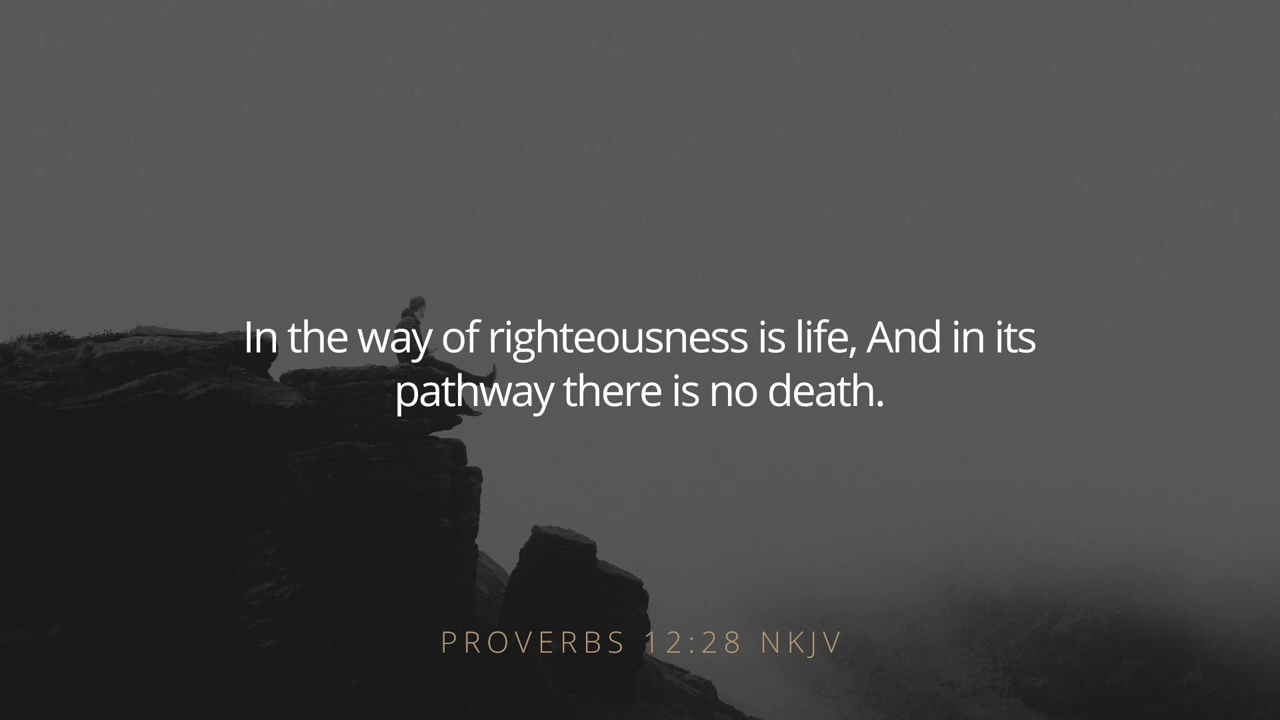 In the way of righteousness is life, And in its
pathway there is no death.
PROVERBS 12:28 NKJV